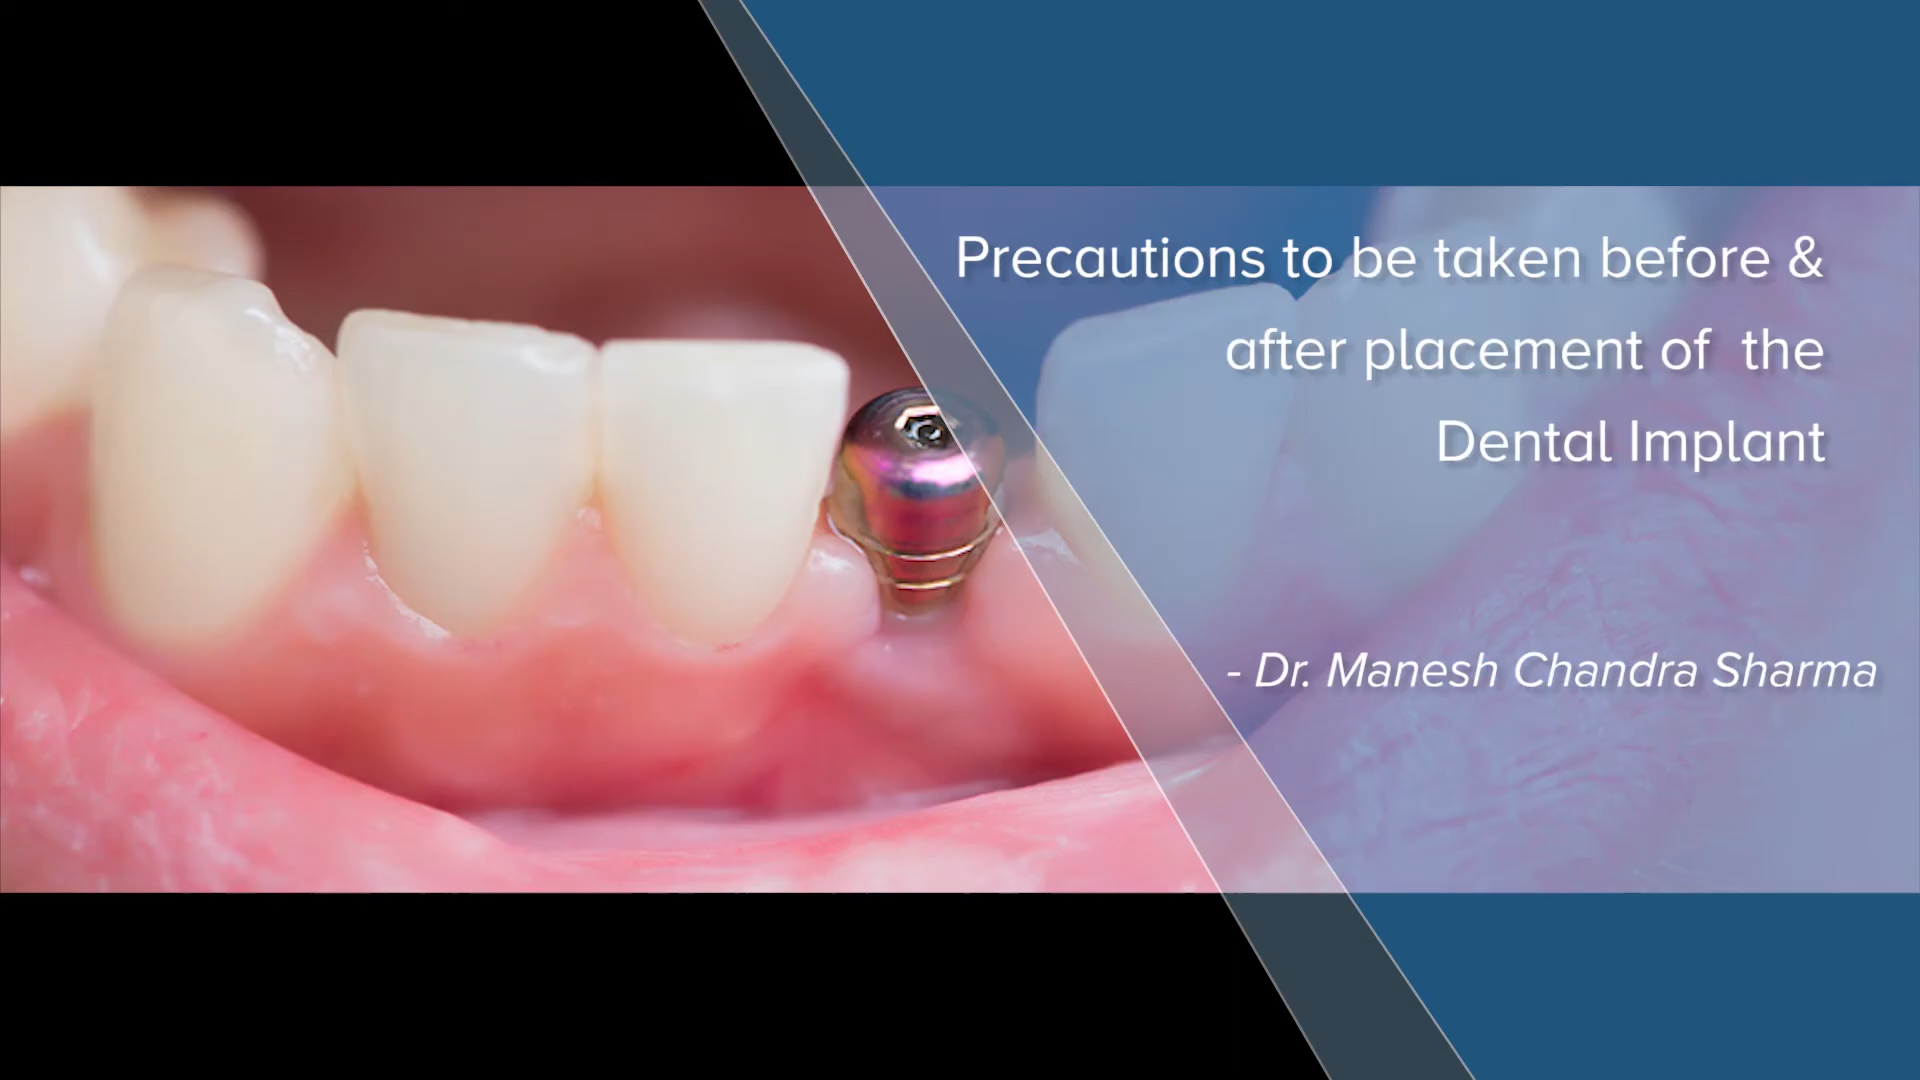 Precautions to be taken before &
after placement of the
Dental Implant
- Dr. Manesh Chandra Sharma